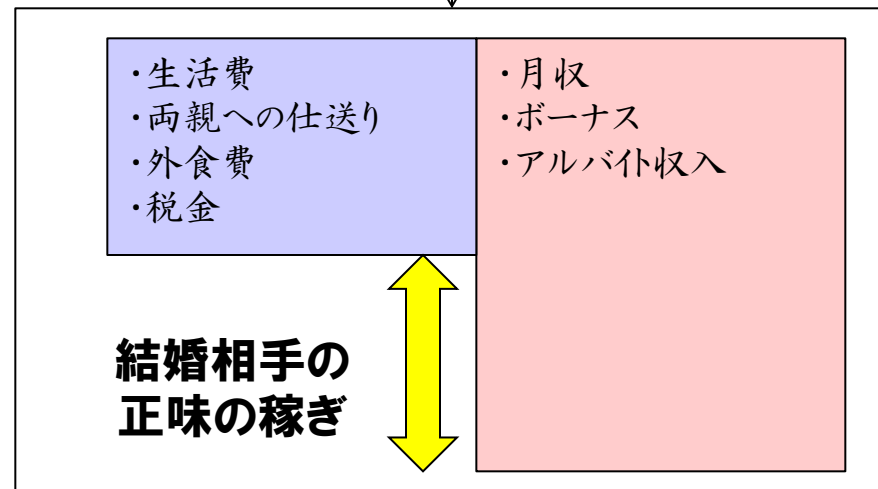 ・生活費
・両親への仕送り
・外食費
・税金
・月収
・ボーナス
・アルバイト収入
結婚相手の
正味の稼ぎ